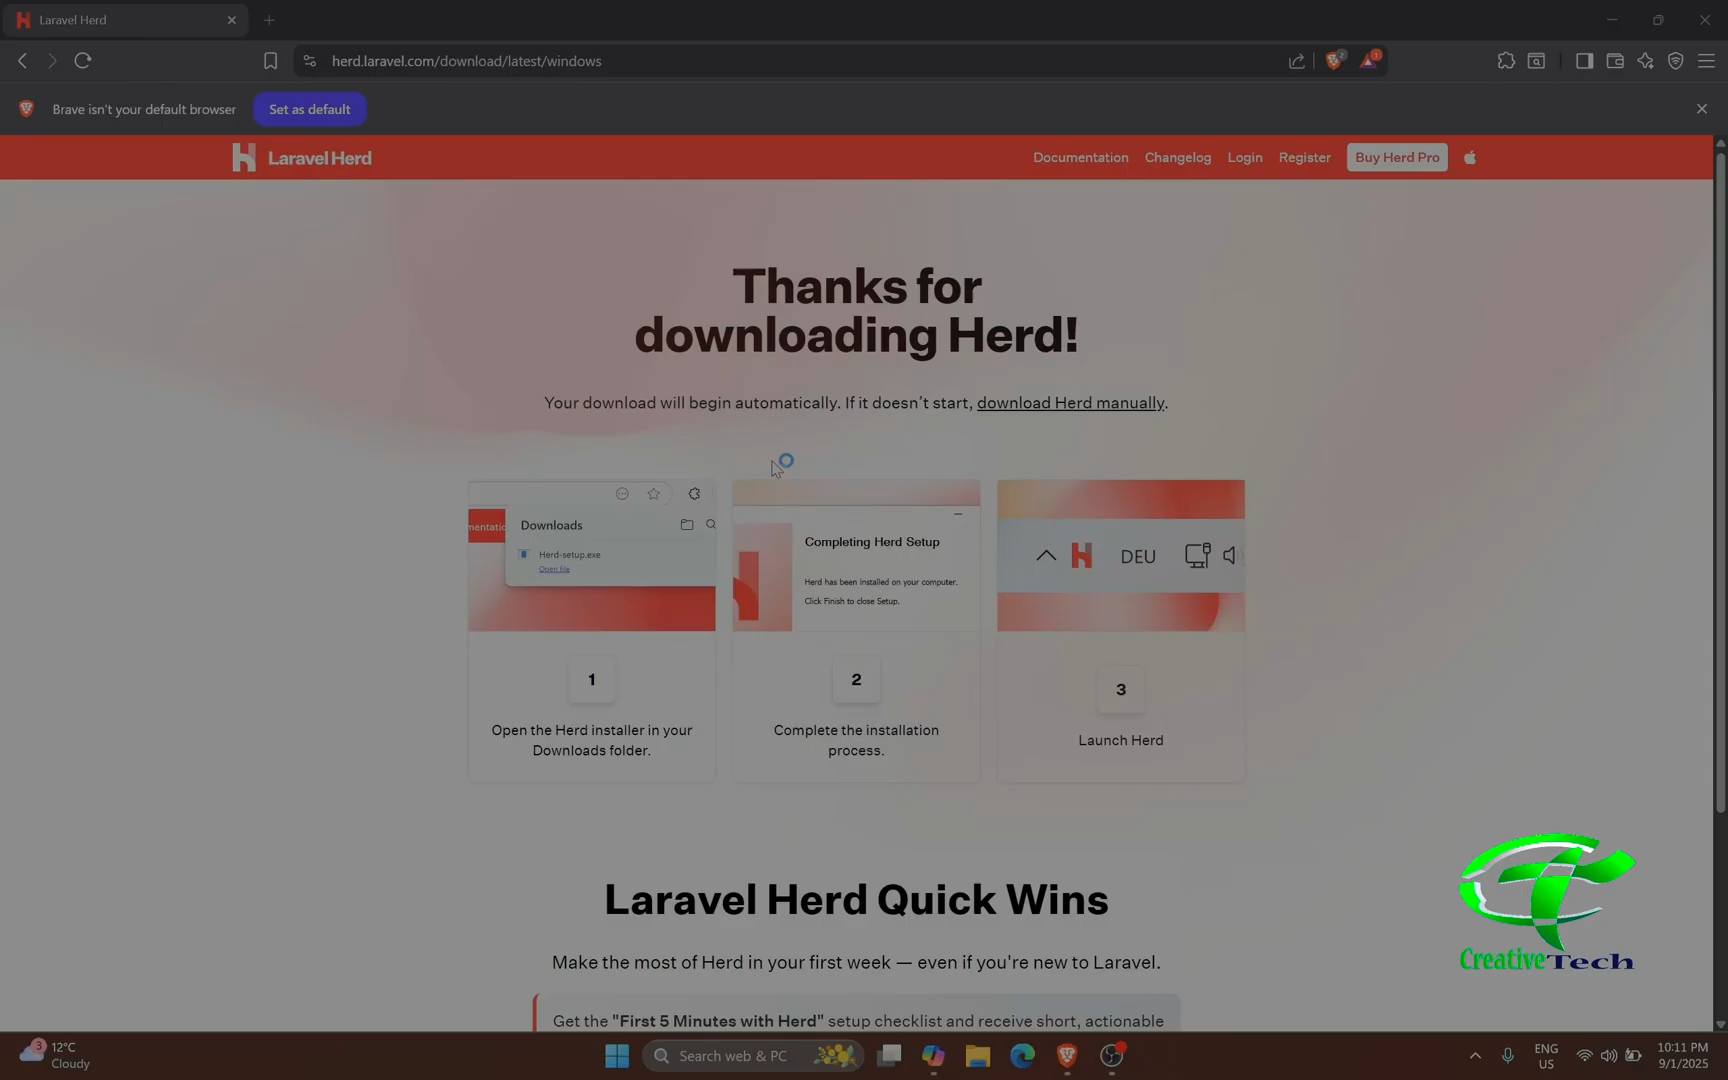 Laravel Herd
herd.laravel.com/download/latest/windows
2
1
Brave isn't your default browser
Set as default
Laravel Herd
Documentation
Changelog
Login
Register
Buy Herd Pro
Thanks for
downloading Herd!
Your download will begin automatically. If it doesn't start, download Herd manually.
mentatio
Downloads
Herd-setup.exe
Open file
Completing Herd Setup
Herd has been installed on your computer.
Click Finish to close Setup.
DEU
1
Open the Herd installer in your
Downloads folder.
2
Complete the installation
process.
3
Launch Herd
Laravel Herd Quick Wins
Make the most of Herd in your first week — even if you're new to Laravel.
Get the "First 5 Minutes with Herd" setup checklist and receive short, actionable
CreativeTech
3
12°C
Cloudy
Search web & PC
ENG
US
10:11 PM
9/1/2025